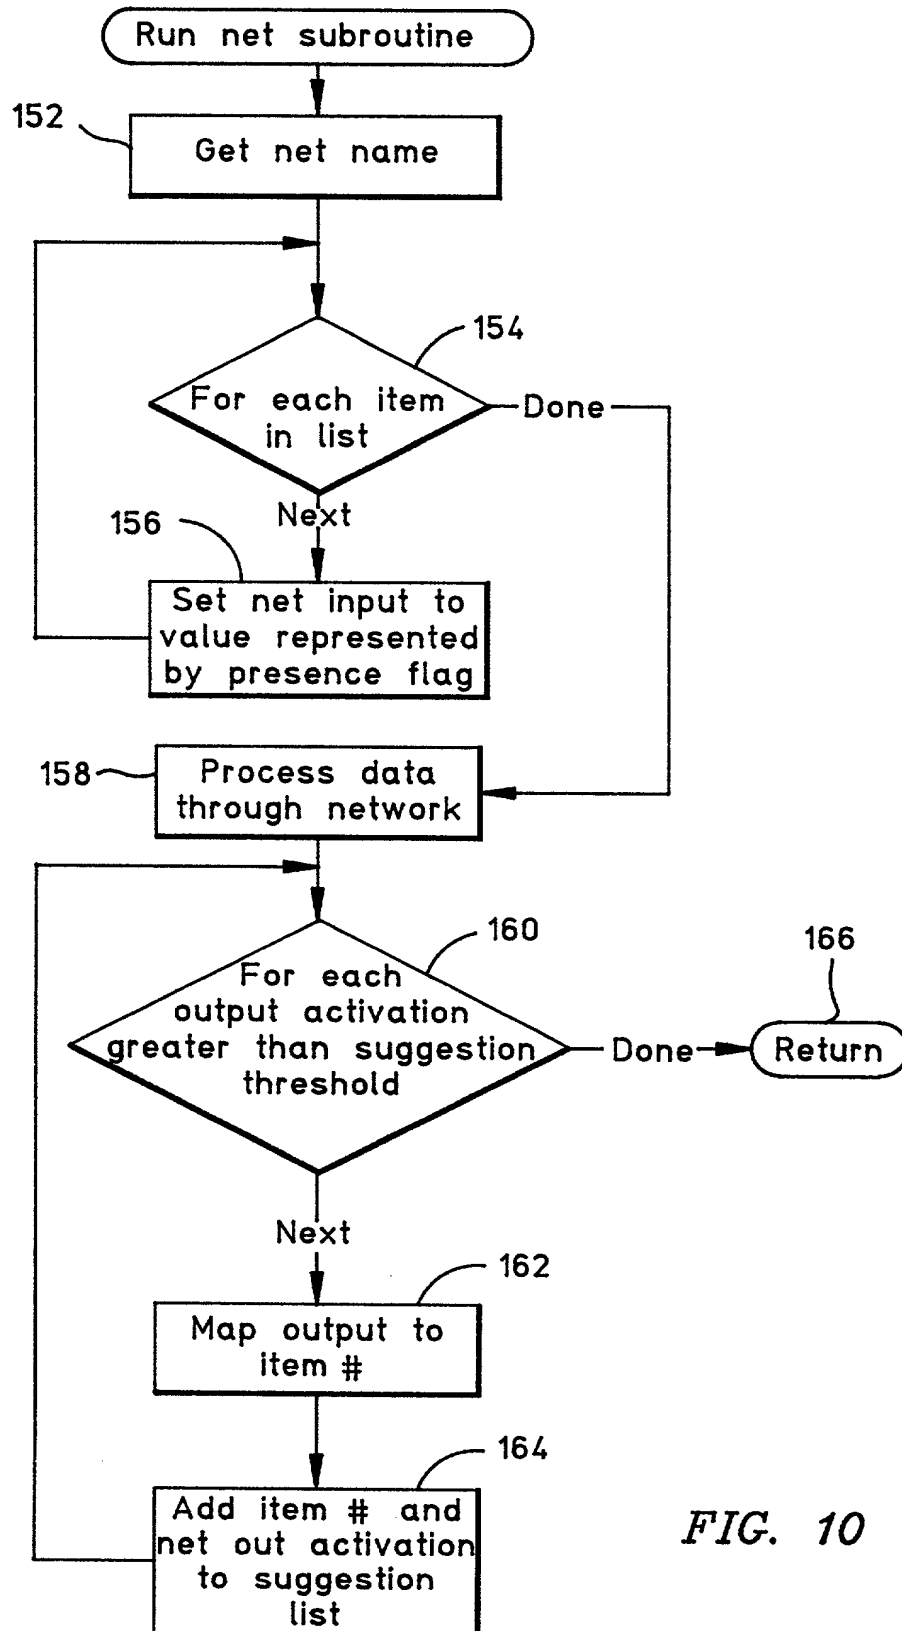 Run net subroutine
152
Get net name
154
For each item
in list
Done
Next
156
Set net input to
value represented
by presence flag
158
Process data
through network
160
For each
output activation
greater than suggestion
threshold
Done
166
Return
Next
162
Map output to
item #
164
Add item # and
net out activation
to suggestion
list
FIG. 10